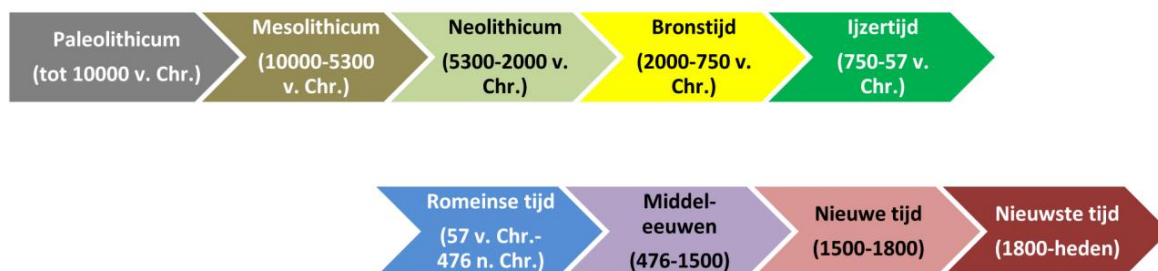 Paleolithicum
(tot 10000 v. Chr.)
Mesolithicum
(10000-5300
v. Chr.)
Neolithicum
(5300-2000 v.
Chr.)
Bronstijd
(2000-750 v.
Chr.)
Ijzertijd
(750-57 v.
Chr.)
Romeinse tijd
(57 v. Chr.-
476 n. Chr.)
Middel-
eeuwen
(476-1500)
Nieuwe tijd
(1500-1800)
Nieuwste tijd
(1800-heden)